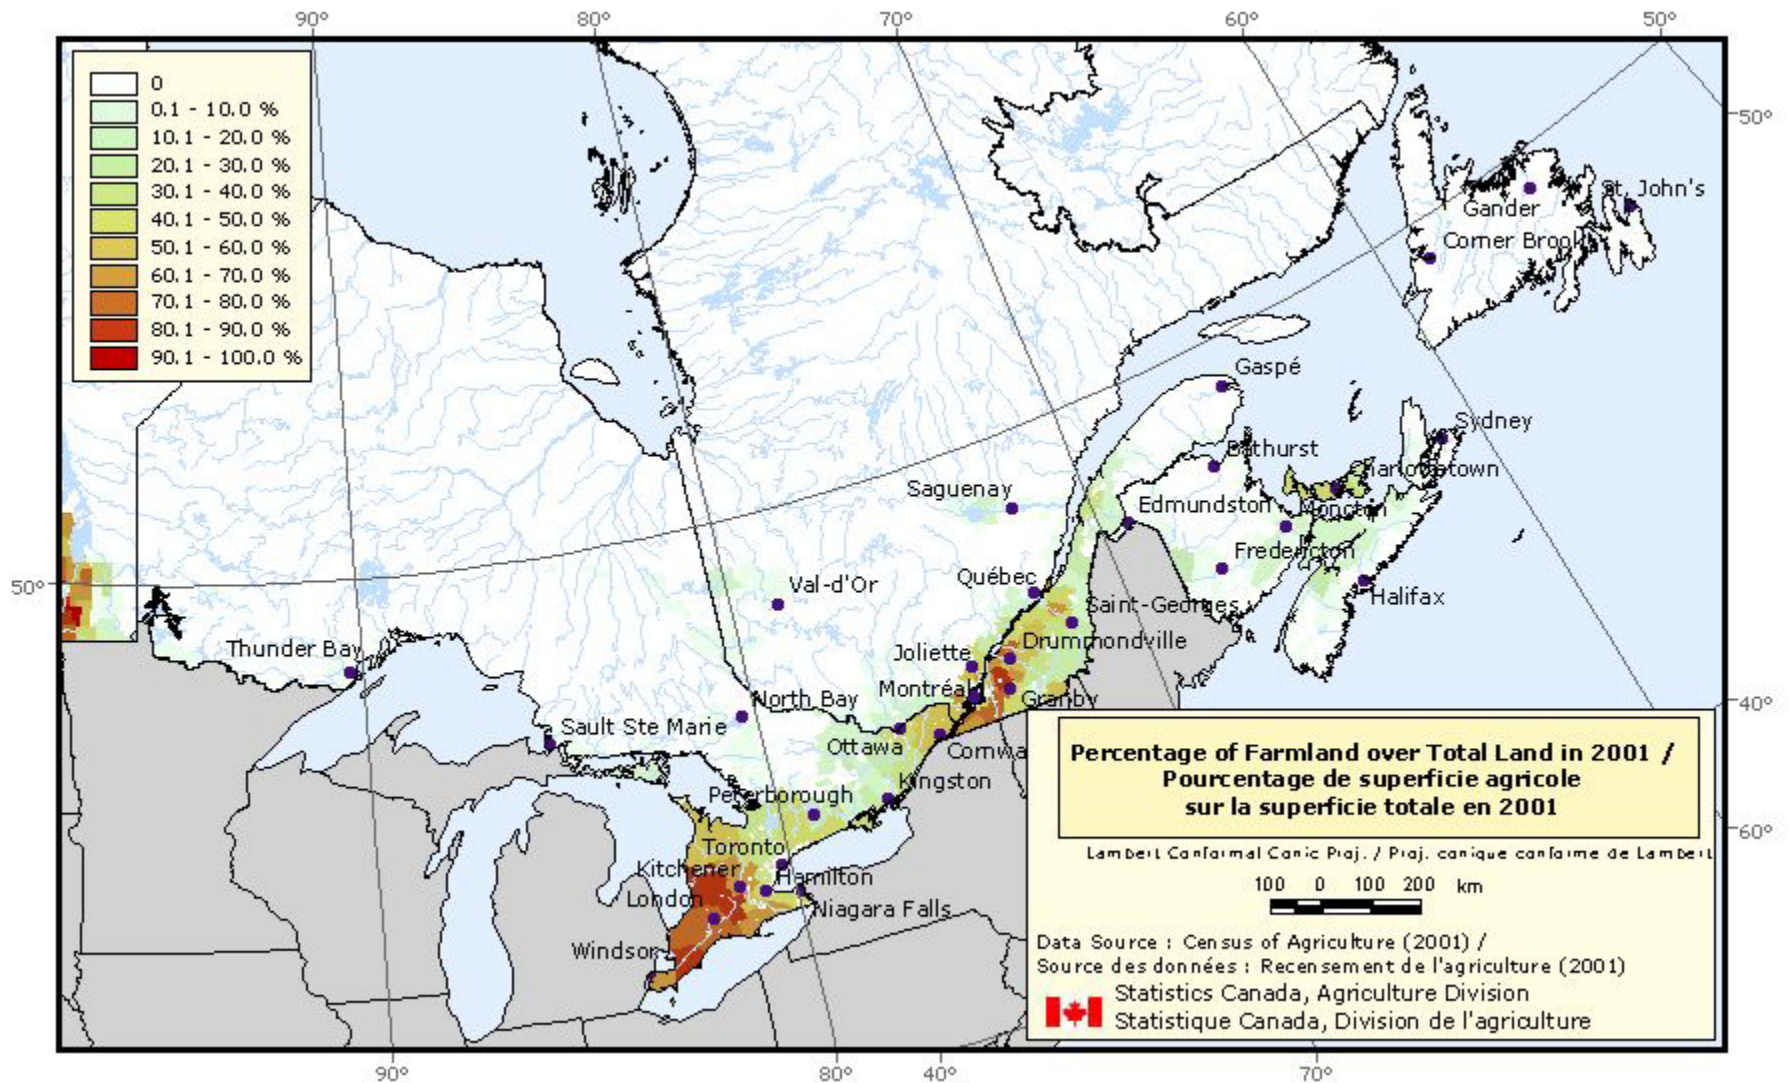 90°
80°
70°
60°
50°
0
0.1 - 10.0 %
10.1 - 20.0 %
20.1 - 30.0 %
30.1 - 40.0 %
40.1 - 50.0 %
50.1 - 60.0 %
60.1 - 70.0 %
70.1 - 80.0 %
80.1 - 90.0 %
90.1 - 100.0 %
50°
St. John's
Gander
Corner Brook
Gaspé
Sydney
Bathurst
Charlottetown
Saguenay
Edmundston
Moncton
Fredericton
50°
Val-d'Or
Québec
Halifax
Saint-Georges
Thunder Bay
Joliette
Drummondville
Montréal
Granby
North Bay
40°
Sault Ste Marie
Ottawa
Cornwa
Kingston
Peterborough
60°
Toronto
Kitchener
Hamilton
London
Niagara Falls
Windsor
Percentage of Farmland over Total Land in 2001 /
Pourcentage de superficie agricole
sur la superficie totale en 2001
Lambert Conformal Conic Proj. / Proj. conique conforme de Lambert
100 0 100 200 km
Data Source : Census of Agriculture (2001) /
Source des données : Recensement de l'agriculture (2001)
Statistics Canada, Agriculture Division
Statistique Canada, Division de l'agriculture
90°
80°
40°
70°